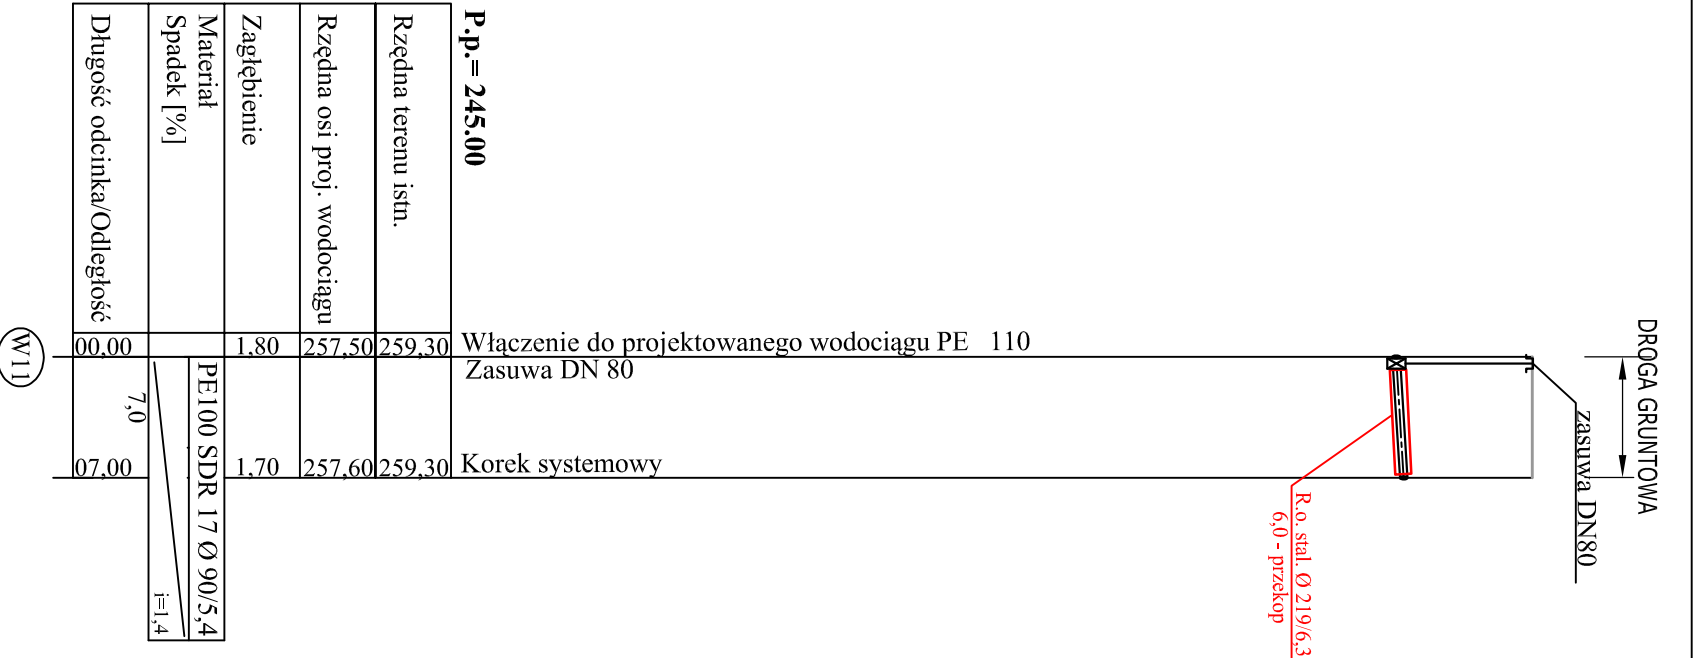 DROGA GRUNTOWA
zasuwa DN80
R.o. stal. Ø 219/6,3
6,0 - przekop
P.p.= 245.00
Włączenie do projektowanego wodociągu PE 110
Zasuwa DN 80
Korek systemowy
Rzędna terenu istn.
259,30
259,30
Rzędna osi proj. wodociągu
257,50
257,60
Zagłębienie
1,80
1,70
Materiał
Spadek [%]
PE100 SDR 17 Ø 90/5,4
i=1,4
Długość odcinka/Odległość
00,00
7,0
07,00
W11